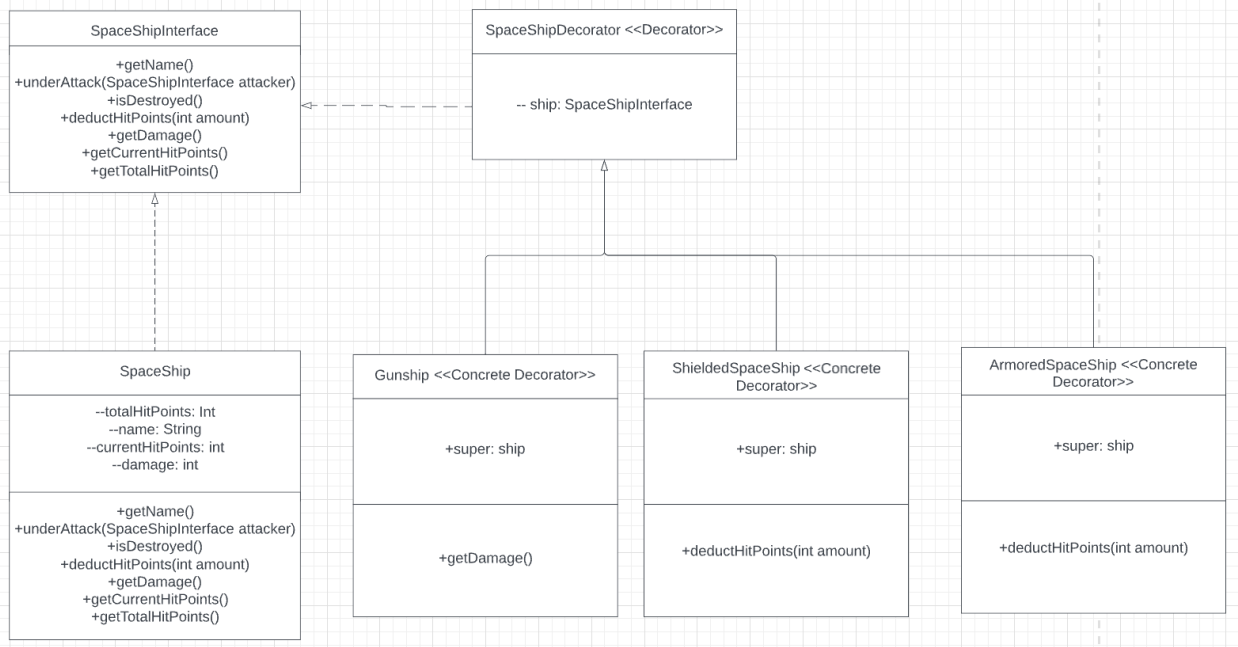 SpaceShipInterface
+getName()
+underAttack(SpaceShipInterface attacker)
+isDestroyed()
+deductHitPoints(int amount)
+getDamage()
+getCurrentHitPoints()
+getTotalHitPoints()
SpaceShipDecorator <<Decorator>>
-- ship: SpaceShipInterface
SpaceShip
--totalHitPoints: Int
--name: String
--currentHitPoints: int
--damage: int
+getName()
+underAttack(SpaceShipInterface attacker)
+isDestroyed()
+deductHitPoints(int amount)
+getDamage()
+getCurrentHitPoints()
+getTotalHitPoints()
Gunship <<Concrete Decorator>>
+super: ship
+getDamage()
ShieldedSpaceShip <<Concrete
Decorator>>
+super: ship
+deductHitPoints(int amount)
ArmoredSpaceShip <<Concrete
Decorator>>
+super: ship
+deductHitPoints(int amount)